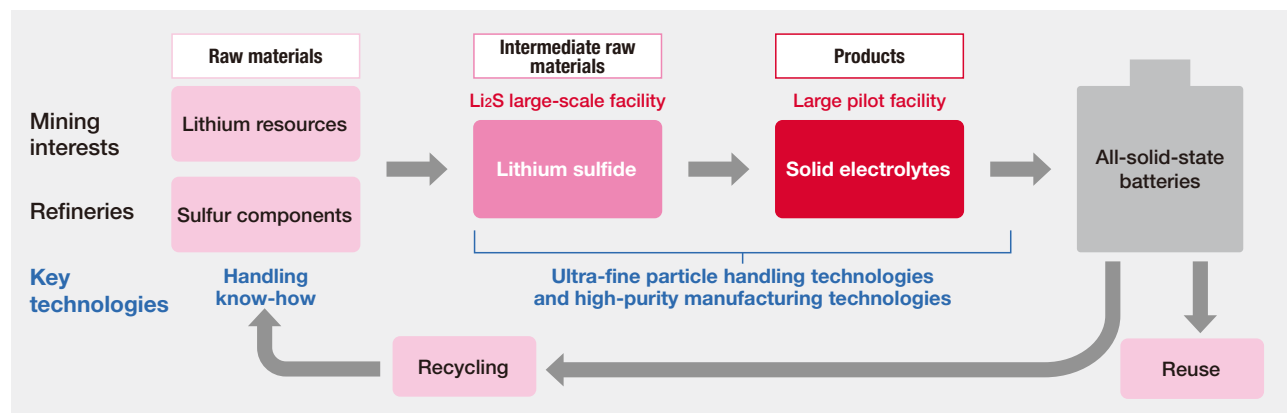 Raw materials
Intermediate raw
materials
Products
Li2S large-scale facility
Large pilot facility
Mining
interests
Lithium resources
Lithium sulfide
Solid electrolytes
All-solid-state
batteries
Refineries
Sulfur components
Key
technologies
Handling
know-how
Ultra-fine particle handling technologies
and high-purity manufacturing technologies
Recycling
Reuse